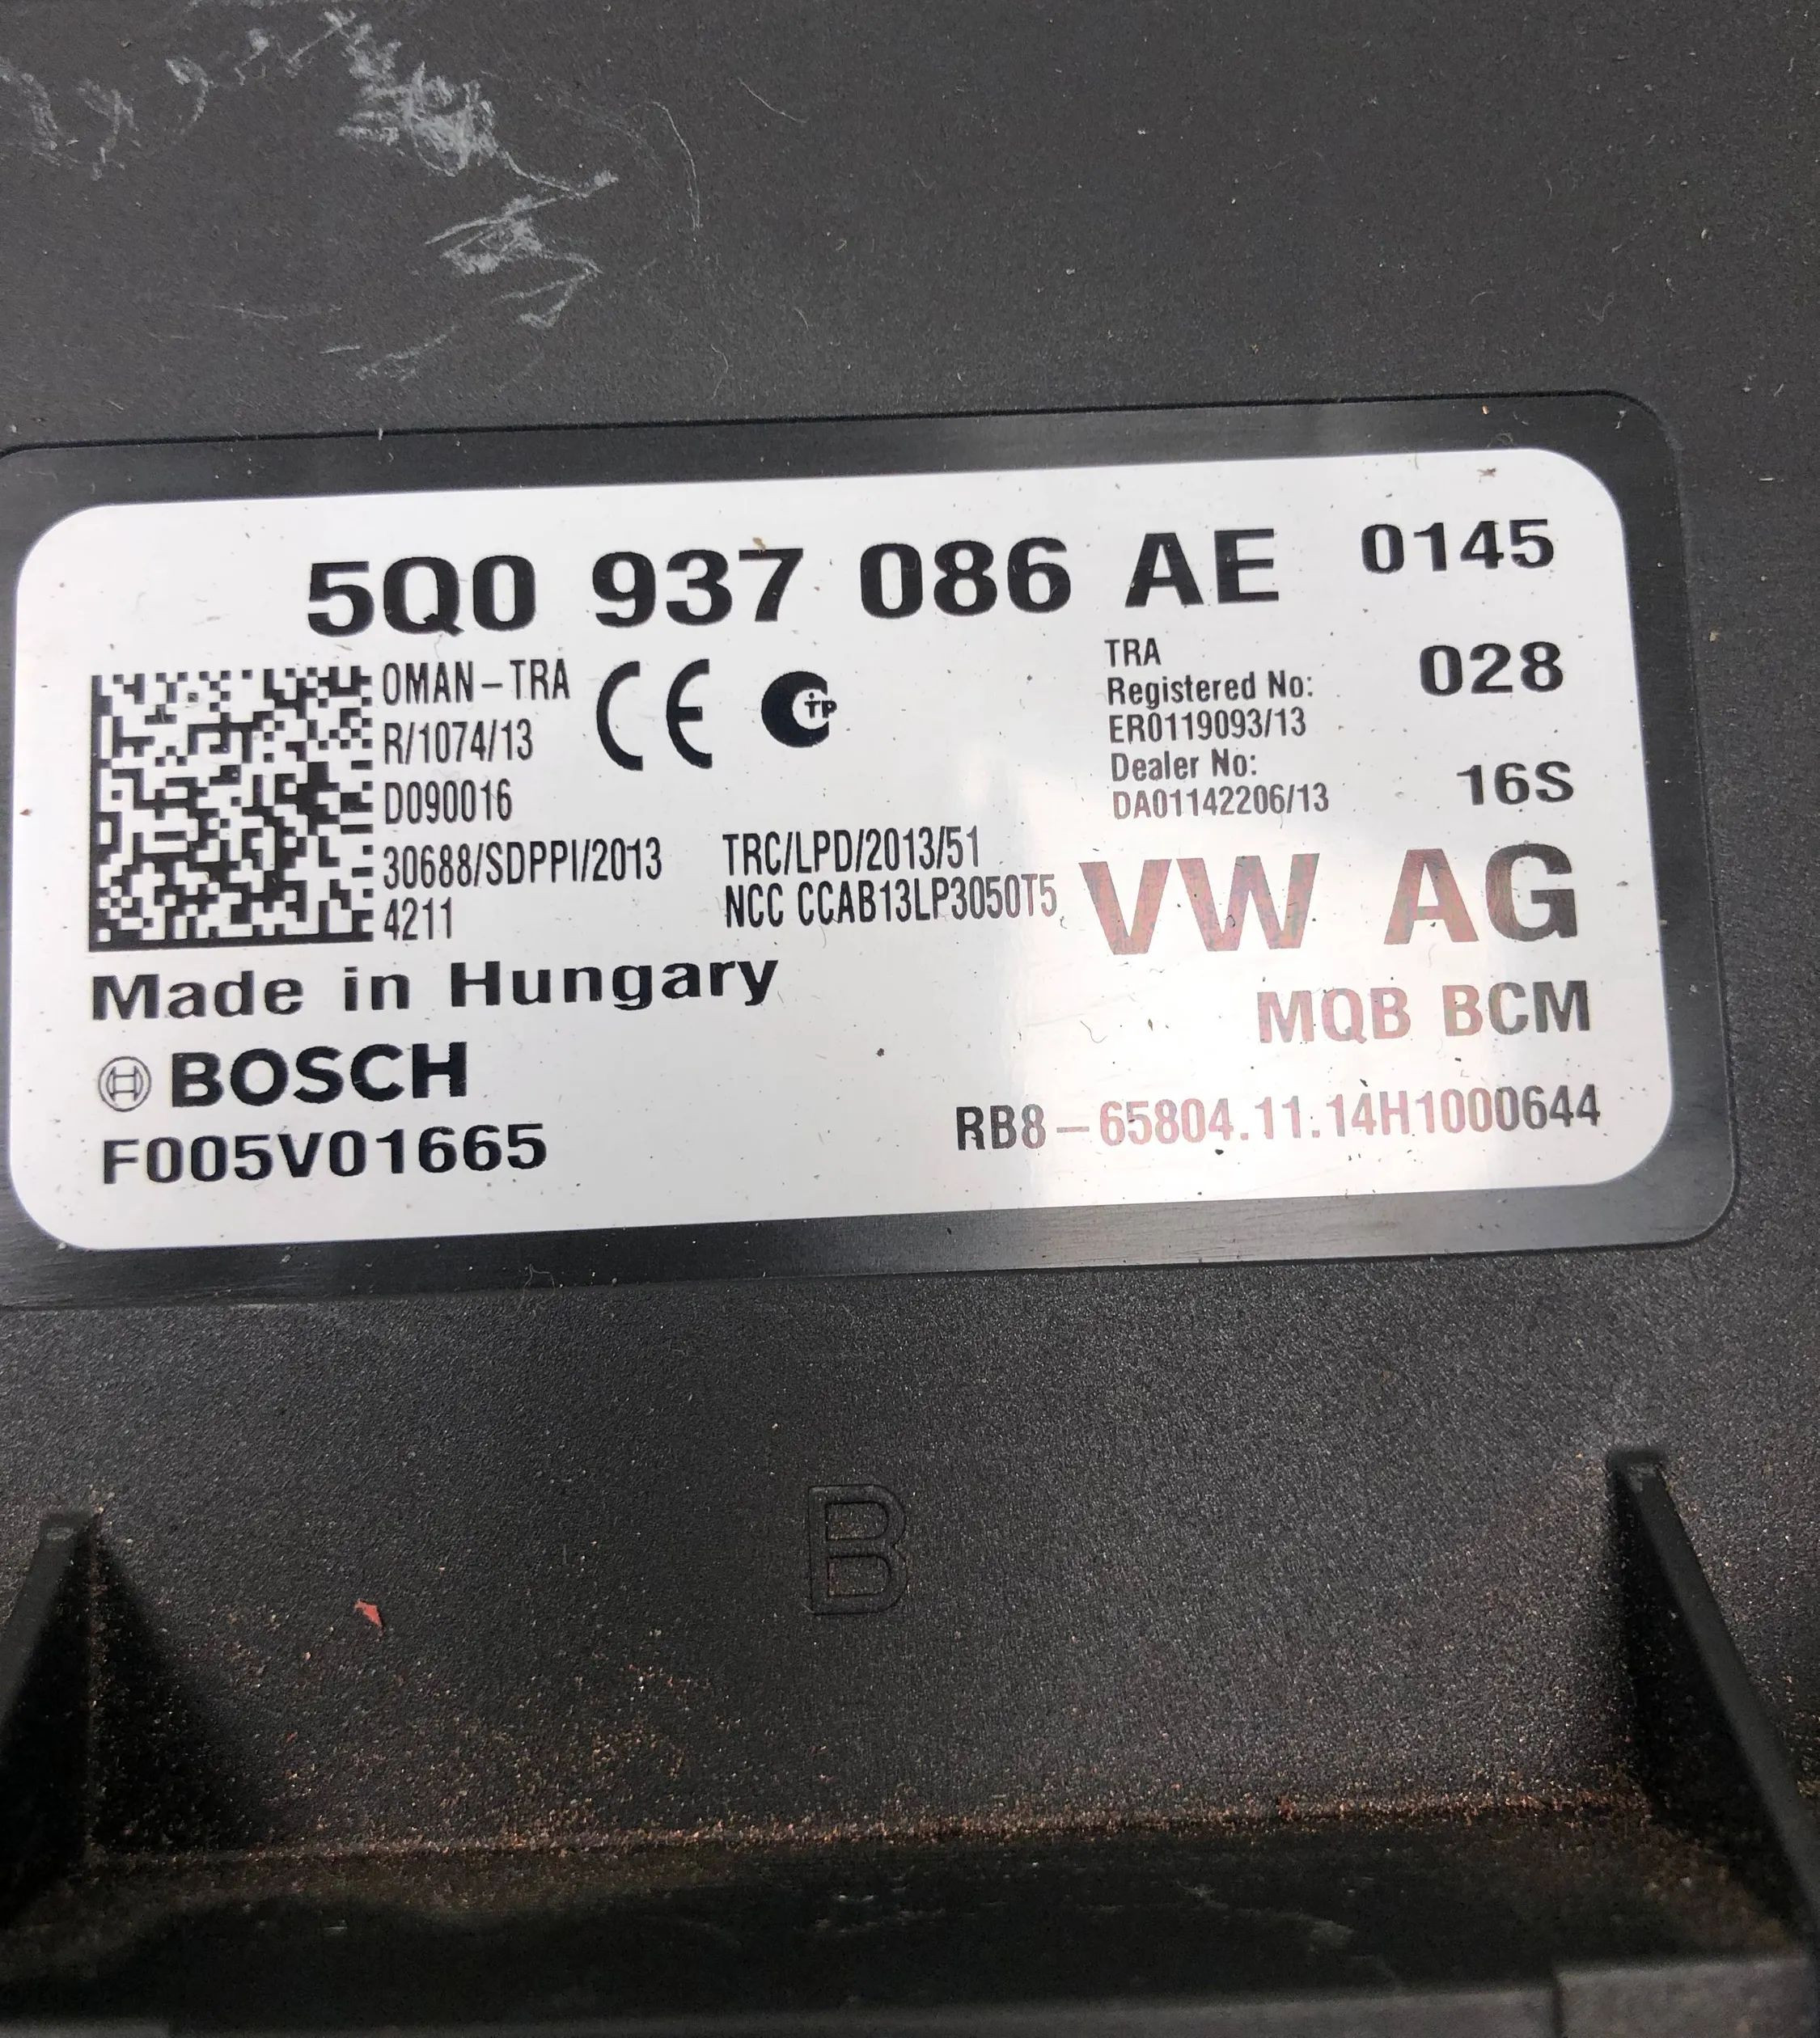 5Q0 937 086 AE 0145
OMAN-TRA
R/1074/13
D090016
30688/SDPPI/2013
4211
CE
TP
TRC/LPD/2013/51
NCC CCAB13LP3050T5
TRA
Registered No:
ER0119093/13
Dealer No:
DA01142206/13
028
16S
VW AG
MQB BCM
Made in Hungary
BOSCH
F005V01665
RB8-65804.11.14H1000644
B